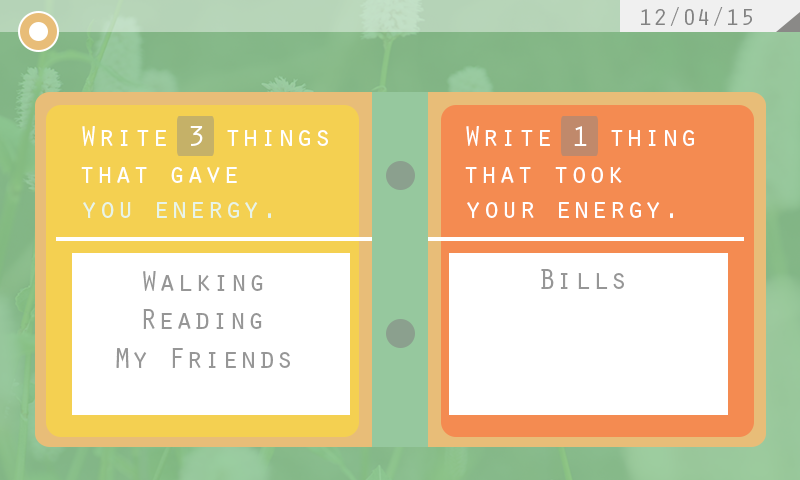 12/04/15
Write 3 things
that gave
you energy.
Walking
Reading
My Friends
Write 1 thing
that took
your energy.
Bills